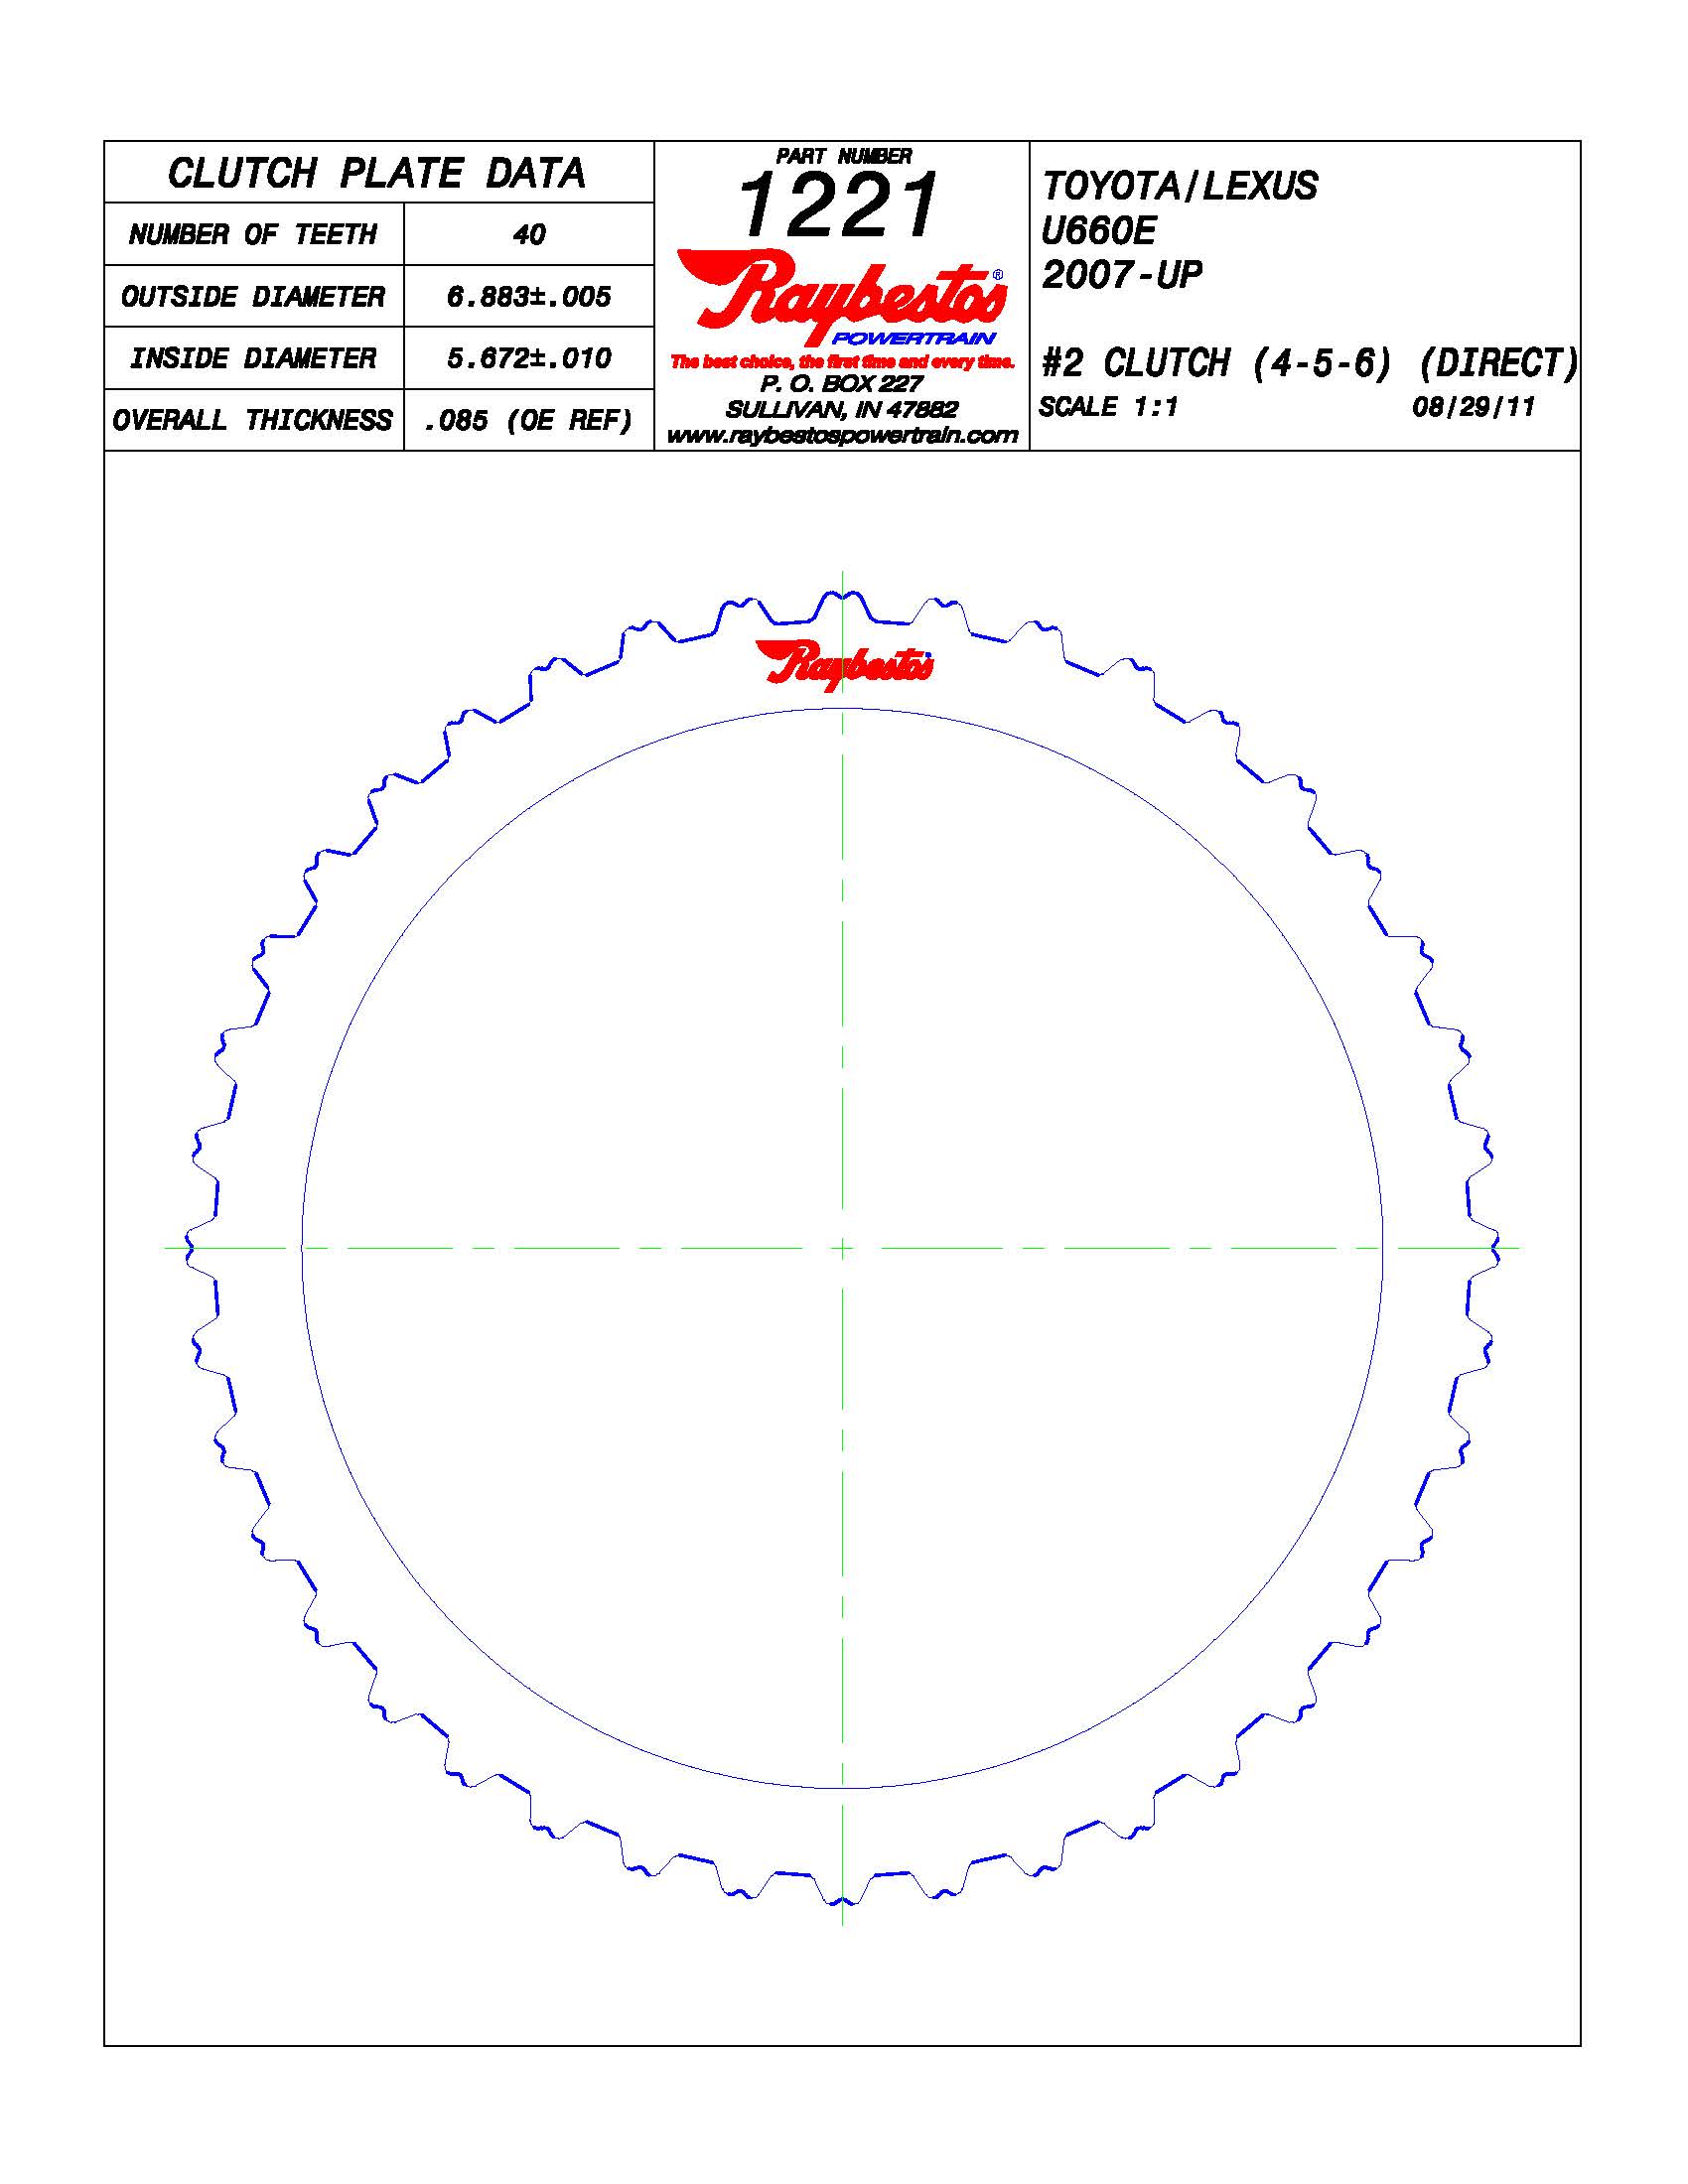 CLUTCH PLATE DATA
NUMBER OF TEETH 40
OUTSIDE DIAMETER 6.883±.005
INSIDE DIAMETER 5.672±.010
OVERALL THICKNESS .085 (OE REF)
PART NUMBER
1221
Raybestos®
POWERTRAIN
The best choice, the first time and every time.
P. O. BOX 227
SULLIVAN, IN 47882
www.raybestospowertrain.com
TOYOTA/LEXUS
U660E
2007-UP
#2 CLUTCH (4-5-6) (DIRECT)
SCALE 1:1 08/29/11
Raybestos